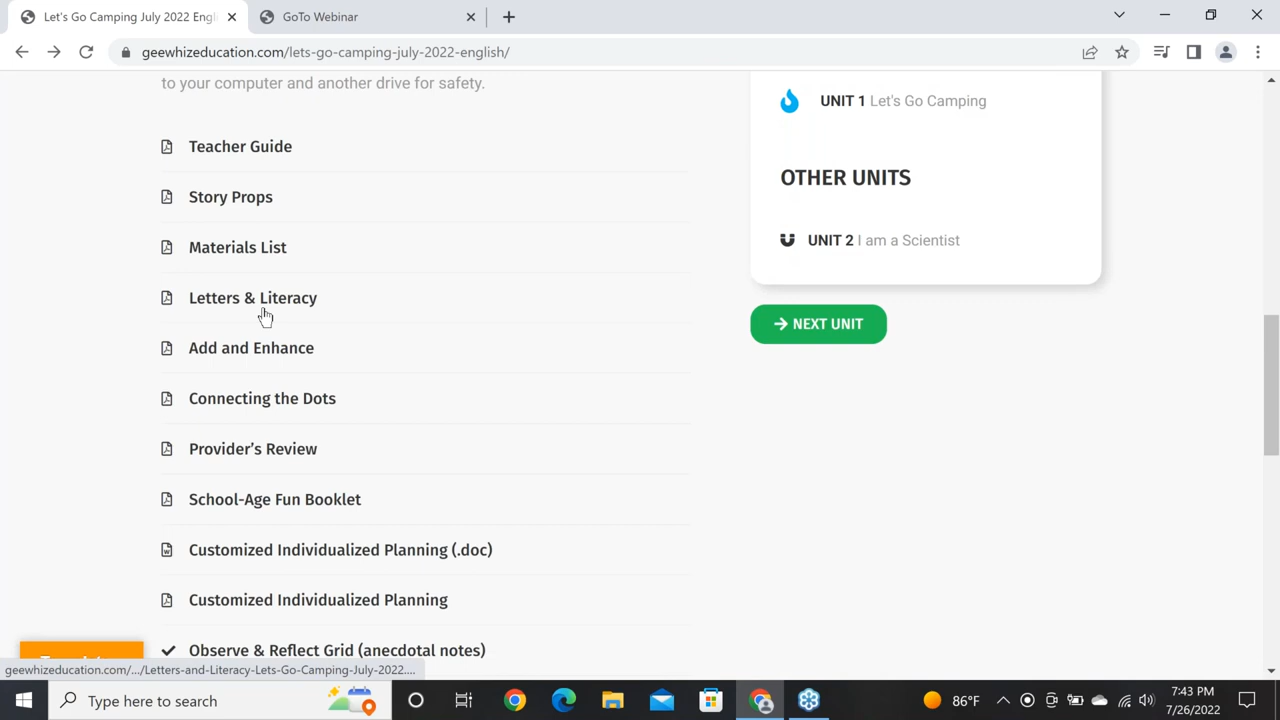 Let's Go Camping July 2022 Engli
GoTo Webinar
geewhizeducation.com/lets-go-camping-july-2022-english/
to your computer and another drive for safety.
Teacher Guide
Story Props
Materials List
Letters & Literacy
Add and Enhance
Connecting the Dots
Provider's Review
School-Age Fun Booklet
Customized Individualized Planning (.doc)
Customized Individualized Planning
Observe & Reflect Grid (anecdotal notes)
UNIT 1 Let's Go Camping
OTHER UNITS
UNIT 2 I am a Scientist
→ NEXT UNIT
geewhizeducation.com/.../Letters-and-Literacy-Lets-Go-Camping-July-2022....
Type here to search
86°F
7:43 PM
7/26/2022